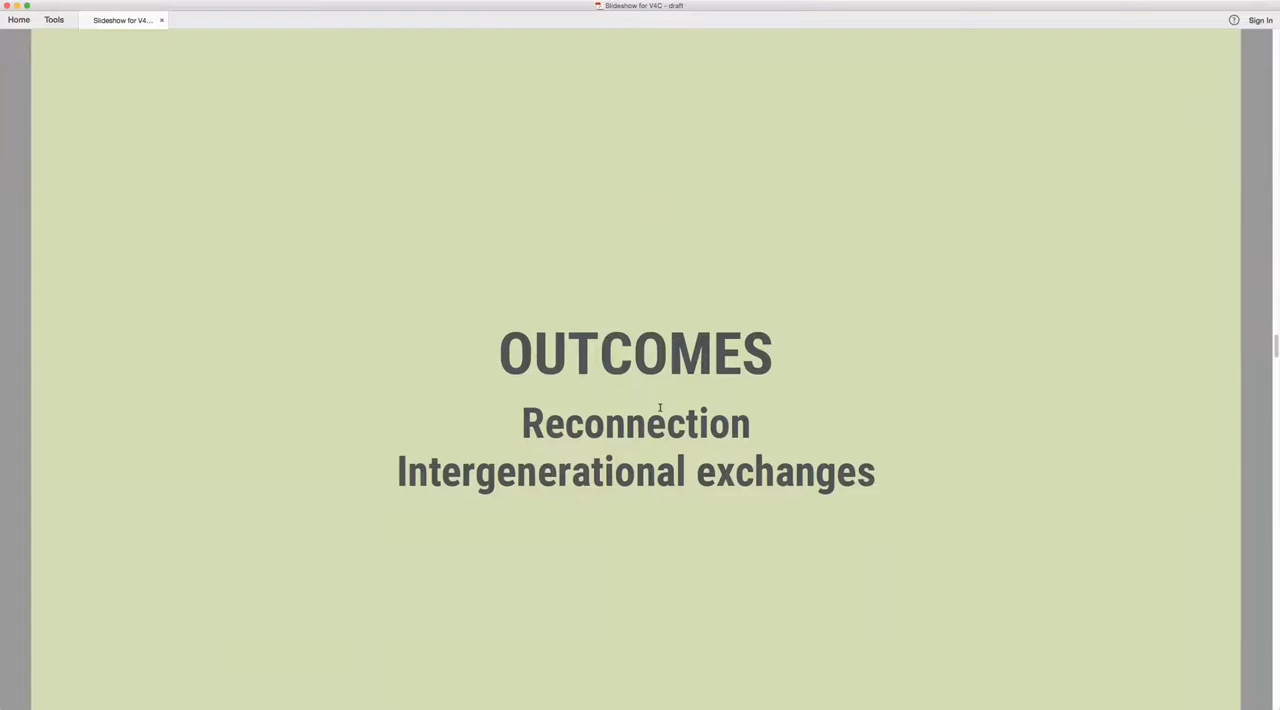 Slideshow for V4C - draft
Home Tools Slideshow for V4... × ? Sign In
OUTCOMES
Reconnection
Intergenerational exchanges